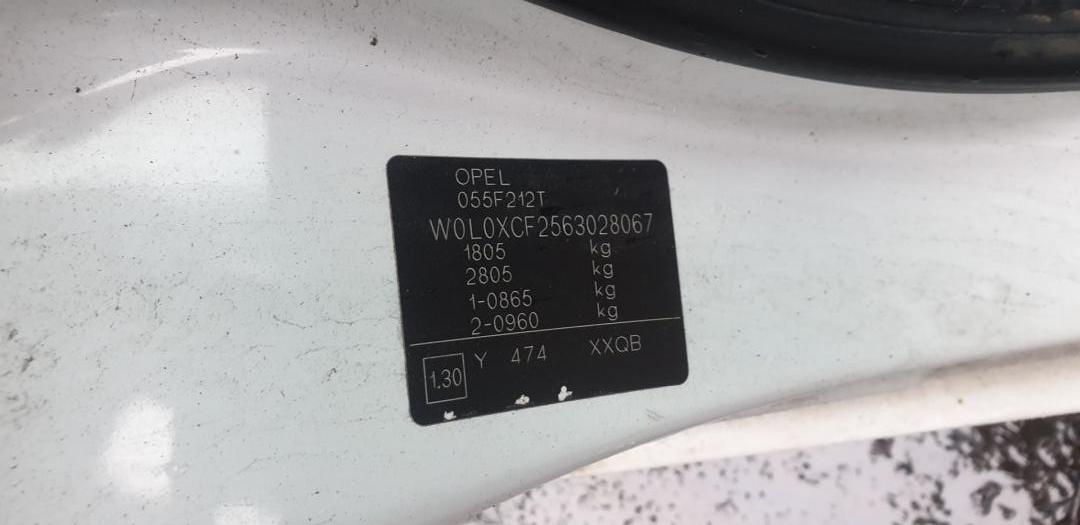 OPEL
055F212T
W0L0XCF2563028067
1805 kg
2805 kg
1-0865 kg
2-0960 kg
1.30 Y 474 XXQB